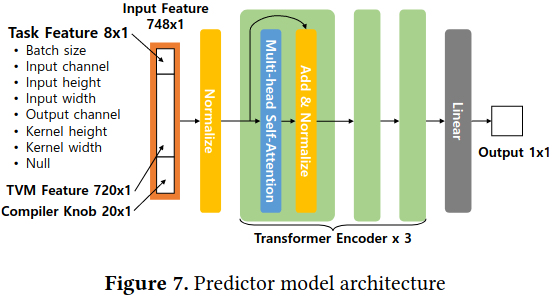 Input Feature
748x1
Task Feature 8x1
• Batch size
• Input channel
• Input height
• Input width
• Output channel
• Kernel height
• Kernel width
• Null
TVM Feature 720x1
Compiler Knob 20x1
Normalize
Multi-head Self-Attention
Add & Normalize
Linear
Output 1x1
Transformer Encoder x 3
Figure 7. Predictor model architecture